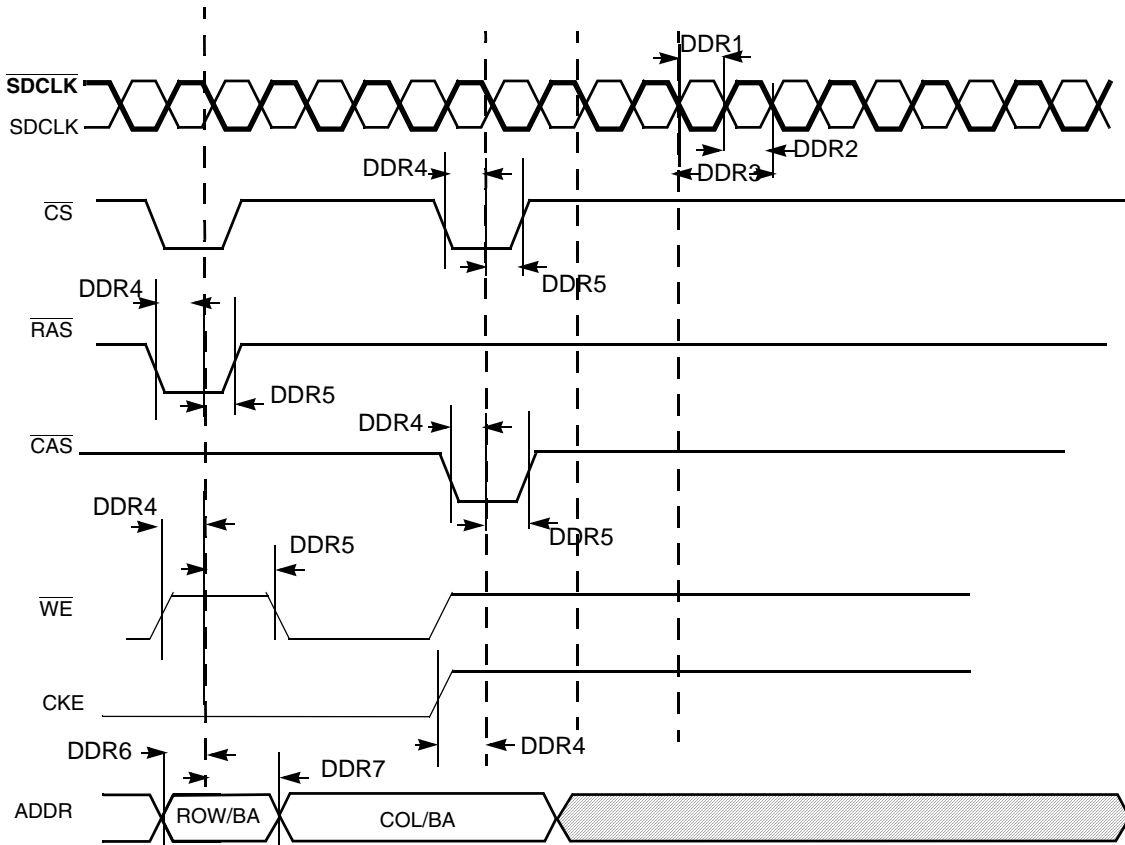 DDR1
SDCLK
SDCLK
DDR2
DDR4
DDR3
CS
DDR5
DDR4
RAS
DDR5
DDR4
CAS
DDR4
DDR5
DDR5
WE
CKE
DDR4
DDR6
DDR7
ADDR
ROW/BA
COL/BA